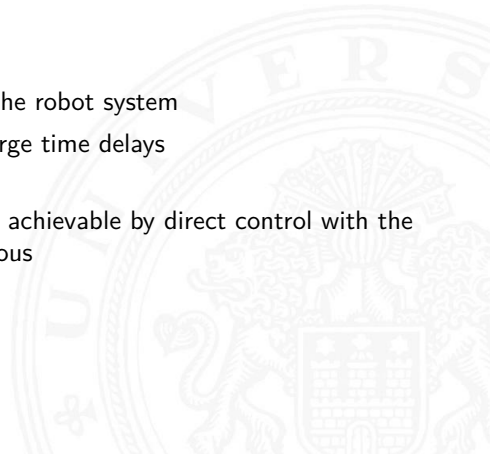 he robot system
rge time delays
achievable by direct control with the
ous
U N I V E R S